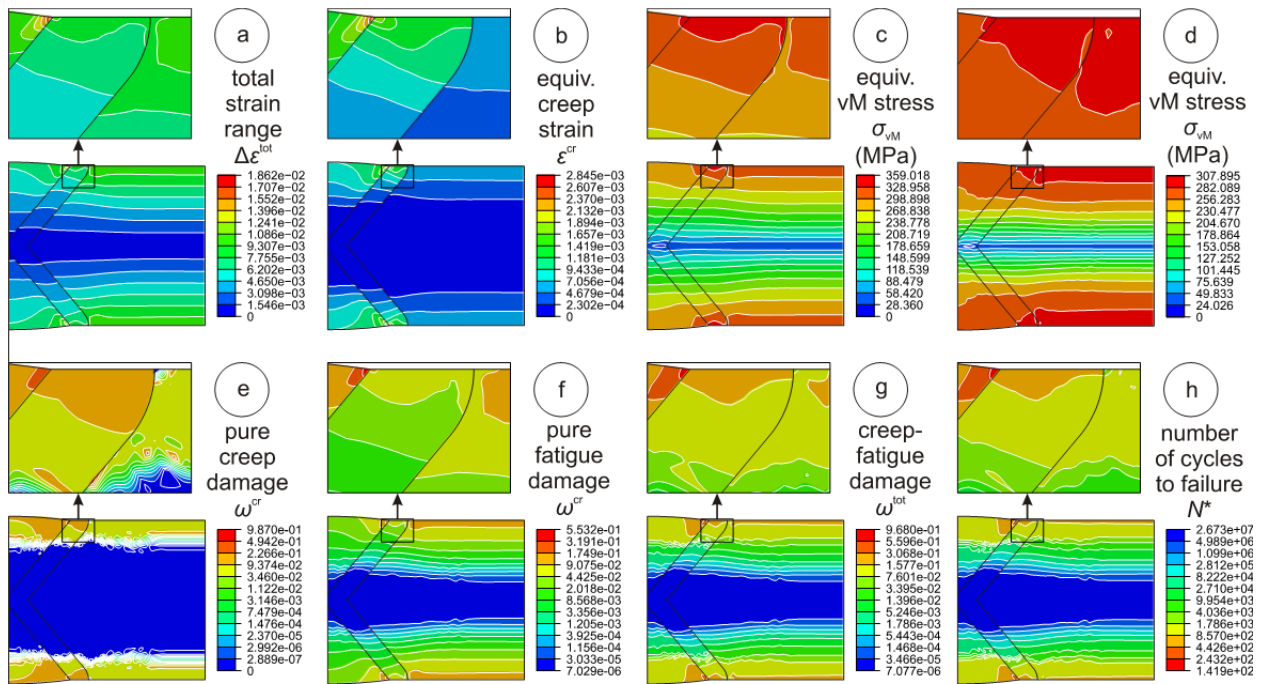 a
total
strain
range
Δε^tot
1.862e−02
1.707e−02
1.552e−02
1.396e−02
1.241e−02
1.086e−02
9.307e−03
7.755e−03
6.202e−03
4.650e−03
3.098e−03
1.546e−03
0
b
equiv.
creep
strain
ε^cr
2.845e−03
2.607e−03
2.370e−03
2.132e−03
1.894e−03
1.657e−03
1.419e−03
1.181e−03
9.433e−04
7.056e−04
4.679e−04
2.302e−04
0
c
equiv.
vM stress
σ_vM
(MPa)
359.018
328.958
298.898
268.838
238.778
208.719
178.659
148.599
118.539
88.479
58.420
28.360
0
d
equiv.
vM stress
σ_vM
(MPa)
307.895
282.089
256.283
230.477
204.670
178.864
153.058
127.252
101.445
75.639
49.833
24.026
0
e
pure
creep
damage
ω^cr
9.870e−01
4.942e−01
2.266e−01
9.374e−02
3.460e−02
1.122e−02
3.146e−03
7.479e−04
1.476e−04
2.370e−05
2.992e−06
2.889e−07
0
f
pure
fatigue
damage
ω^cr
5.532e−01
3.191e−01
1.749e−01
9.075e−02
4.425e−02
2.018e−02
8.568e−03
3.356e−03
1.205e−03
3.925e−04
1.156e−04
3.033e−05
7.029e−06
g
creep-
fatigue
damage
ω^tot
9.680e−01
5.596e−01
3.068e−01
1.577e−01
7.601e−02
3.395e−02
1.396e−02
5.246e−03
1.786e−03
5.443e−04
1.468e−04
3.466e−05
7.077e−06
h
number
of cycles
to failure
N*
2.673e+07
4.989e+06
1.099e+06
2.812e+05
8.222e+04
2.710e+04
9.954e+03
4.036e+03
1.786e+03
8.570e+02
4.426e+02
2.432e+02
1.419e+02